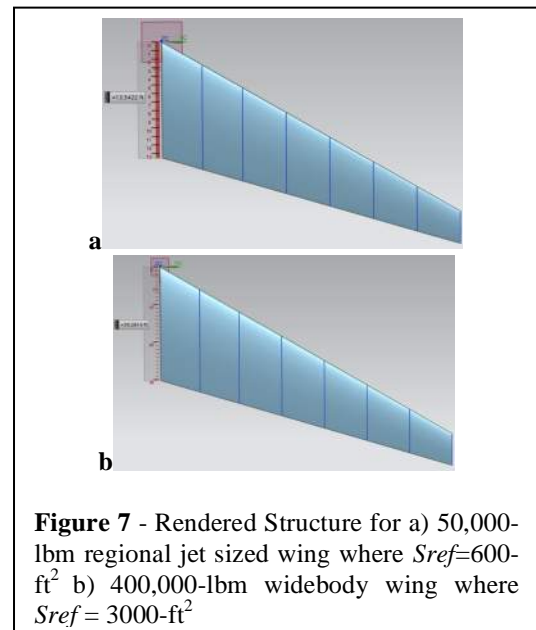 a
b
Figure 7 - Rendered Structure for a) 50,000-
lbm regional jet sized wing where Sref=600-
ft² b) 400,000-lbm widebody wing where
Sref = 3000-ft²